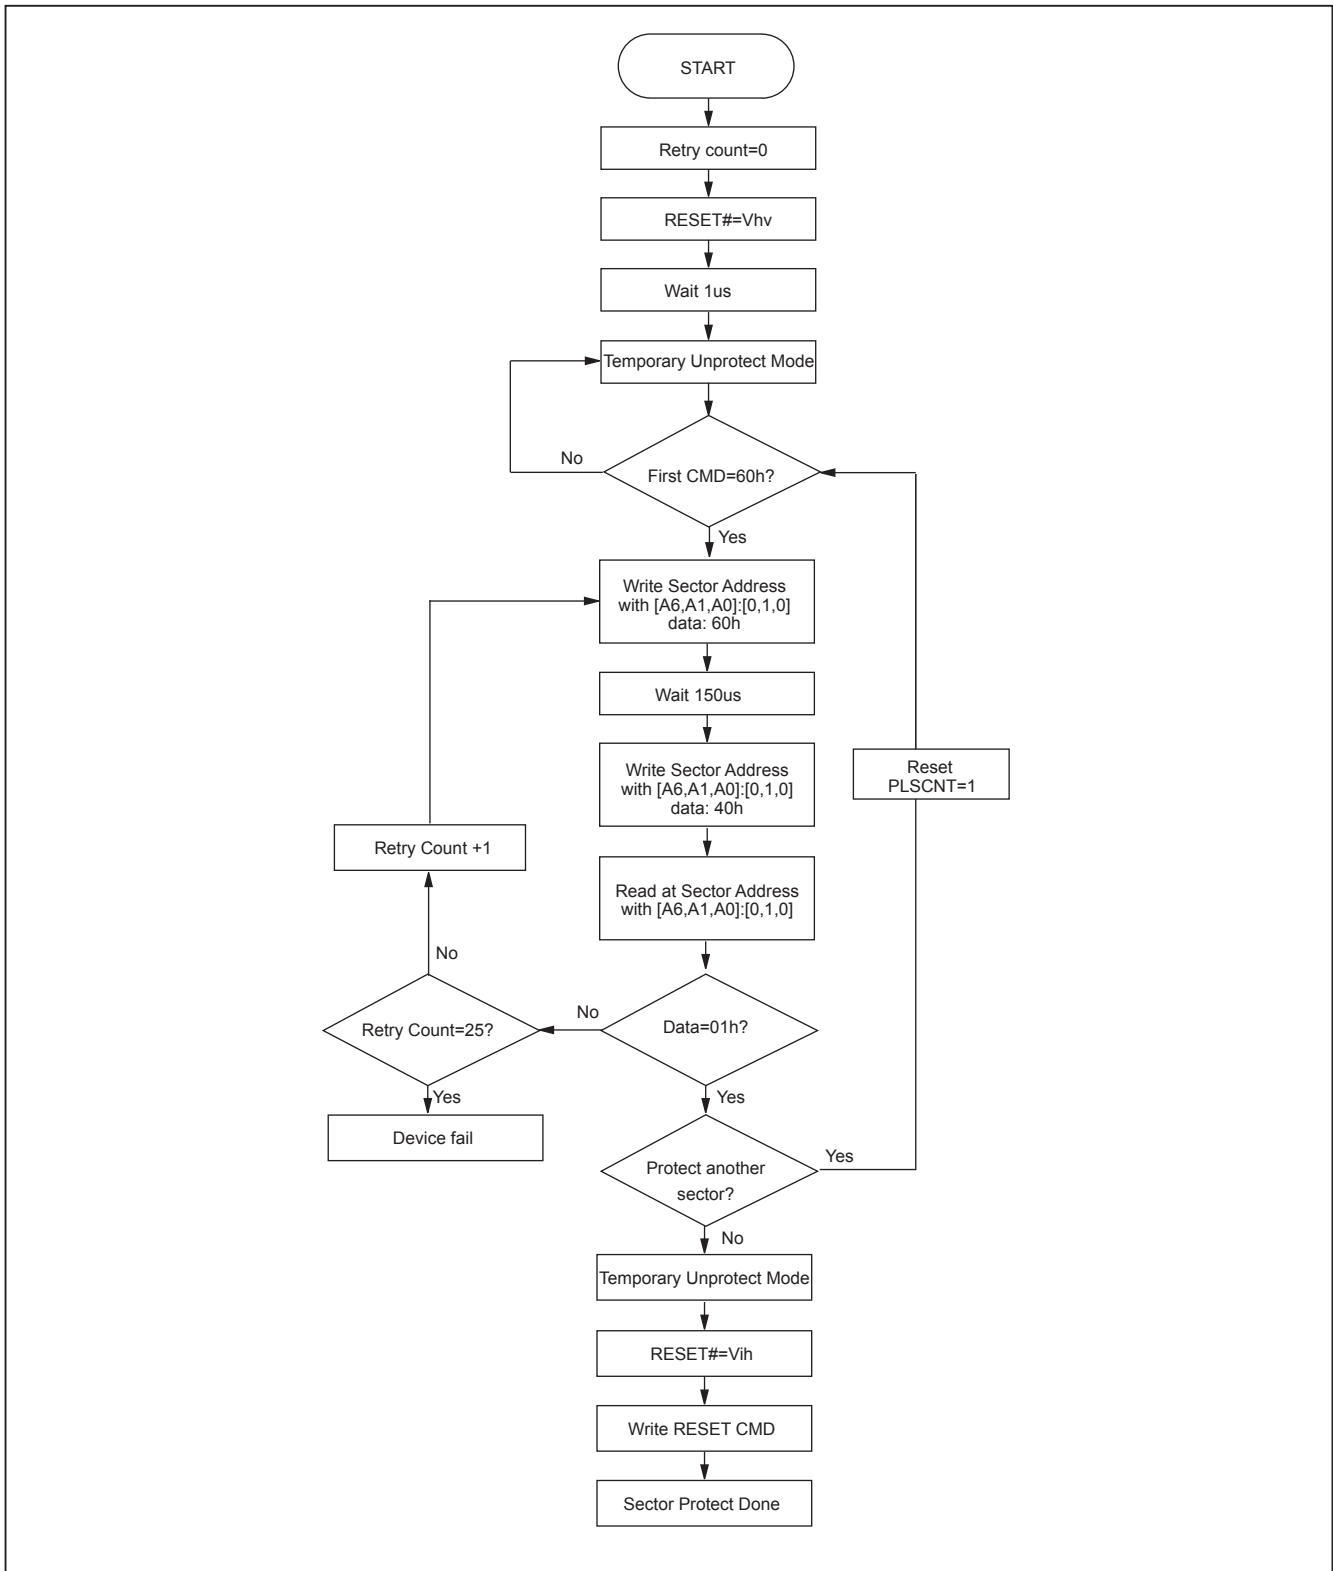 START
Retry count=0
RESET#=Vhv
Wait 1us
Temporary Unprotect Mode
No
First CMD=60h?
Yes
Write Sector Address
with [A6,A1,A0]:[0,1,0]
data: 60h
Wait 150us
Write Sector Address
with [A6,A1,A0]:[0,1,0]
data: 40h
Reset
PLSCNT=1
Retry Count +1
Read at Sector Address
with [A6,A1,A0]:[0,1,0]
No
No
Retry Count=25?
Data=01h?
Yes
Yes
Device fail
Protect another
sector?
Yes
No
Temporary Unprotect Mode
RESET#=Vih
Write RESET CMD
Sector Protect Done